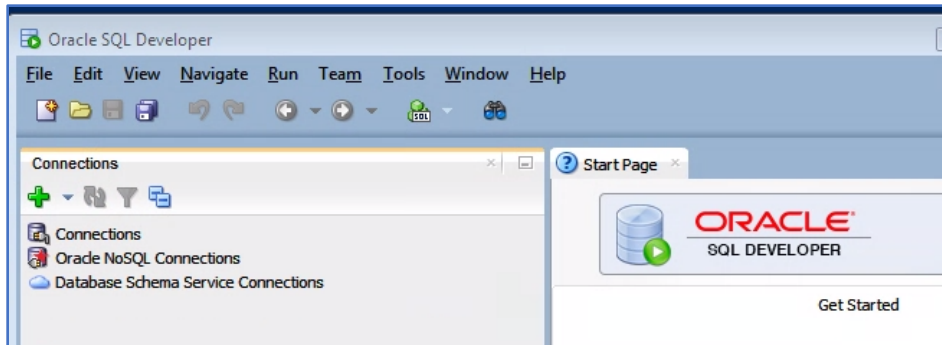 Oracle SQL Developer
File Edit View Navigate Run Team Tools Window Help
SQL
Connections
Start Page
ORACLE
SQL DEVELOPER
Connections
Oracle NoSQL Connections
Database Schema Service Connections
Get Started